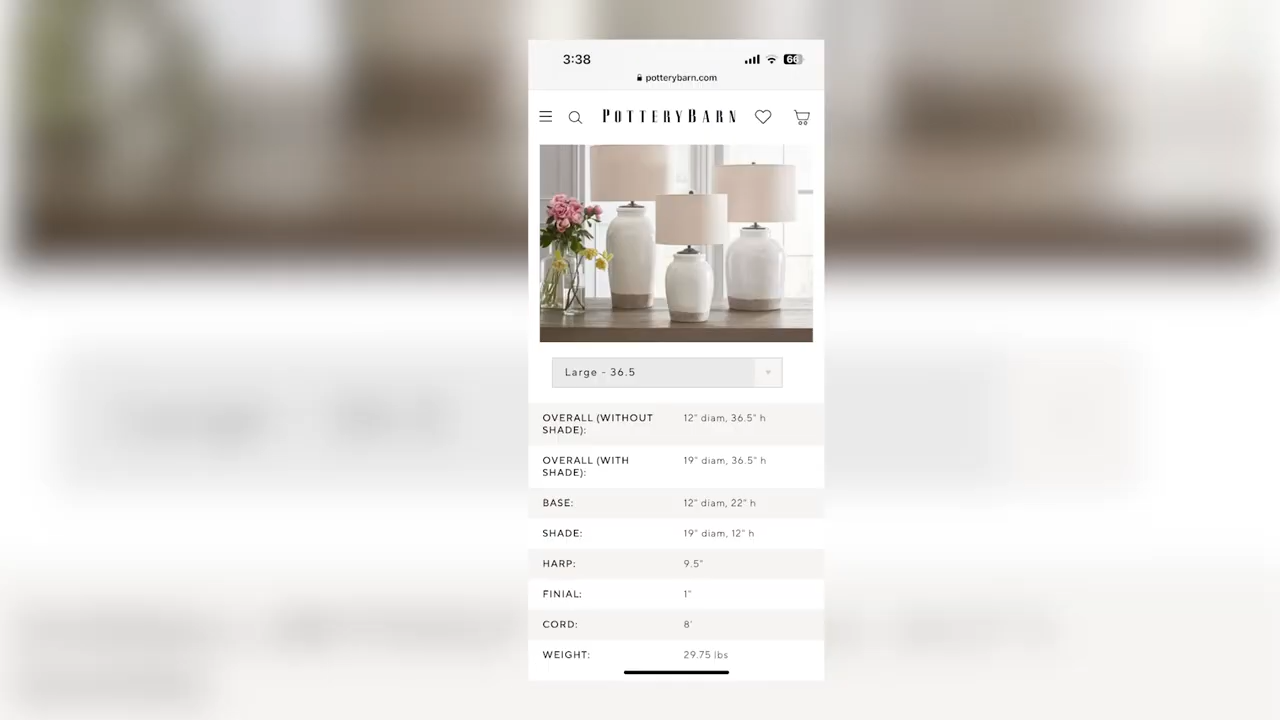 3:38
66
potterybarn.com
POTTERYBARN
Large - 36.5
OVERALL (WITHOUT SHADE): 12" diam, 36.5" h
OVERALL (WITH SHADE): 19" diam, 36.5" h
BASE: 12" diam, 22" h
SHADE: 19" diam, 12" h
HARP: 9.5"
FINIAL: 1"
CORD: 8'
WEIGHT: 29.75 lbs